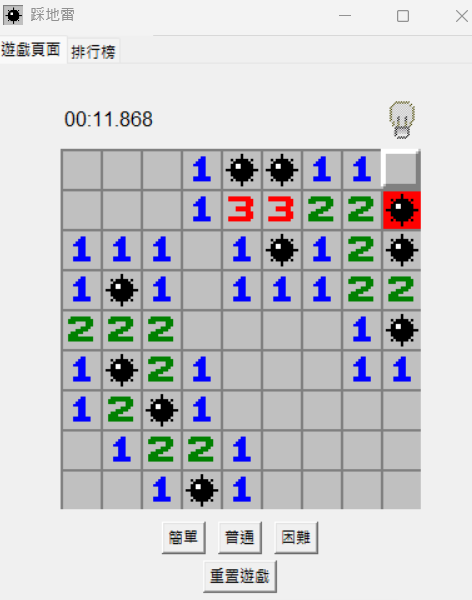 踩地雷
遊戲頁面 排行榜
00:11.868
1 1 1
1 3 3 2 2
1 1 1 1 1 2
1 1 1 1 1 2 2
2 2 2 1
1 2 1 1 1
1 2 1
1 2 2 1
1 1
簡單 普通 困難
重置遊戲